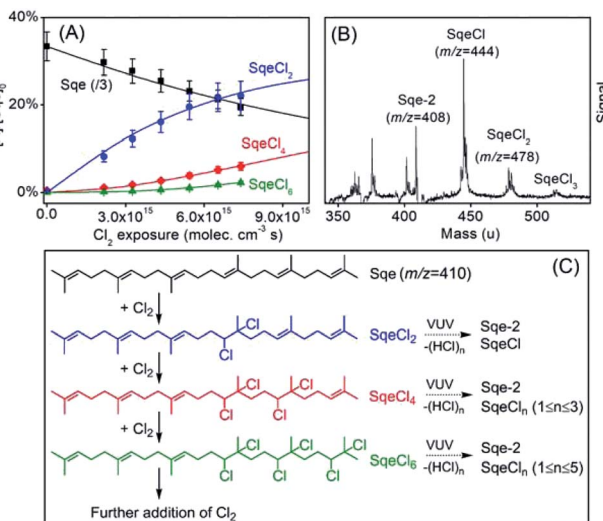 40%
20%
0%
(A)
Sqe (/3)
SqeCl2
SqeCl4
SqeCl6
0.0 3.0x10^15 6.0x10^15 9.0x10^15
Cl2 exposure (molec. cm-3 s)
(B)
SqeCl
(m/z=444)
Sqe-2
(m/z=408)
SqeCl2
(m/z=478)
SqeCl3
Signal
350 400 450 500
Mass (u)
(C)
Sqe (m/z=410)
+ Cl2
Cl
Cl
SqeCl2
VUV
-(HCl)n
Sqe-2
SqeCl
+ Cl2
Cl Cl
Cl Cl
SqeCl4
VUV
-(HCl)n
Sqe-2
SqeCln (1≤n≤3)
+ Cl2
Cl Cl Cl
Cl Cl Cl
SqeCl6
VUV
-(HCl)n
Sqe-2
SqeCln (1≤n≤5)
Further addition of Cl2